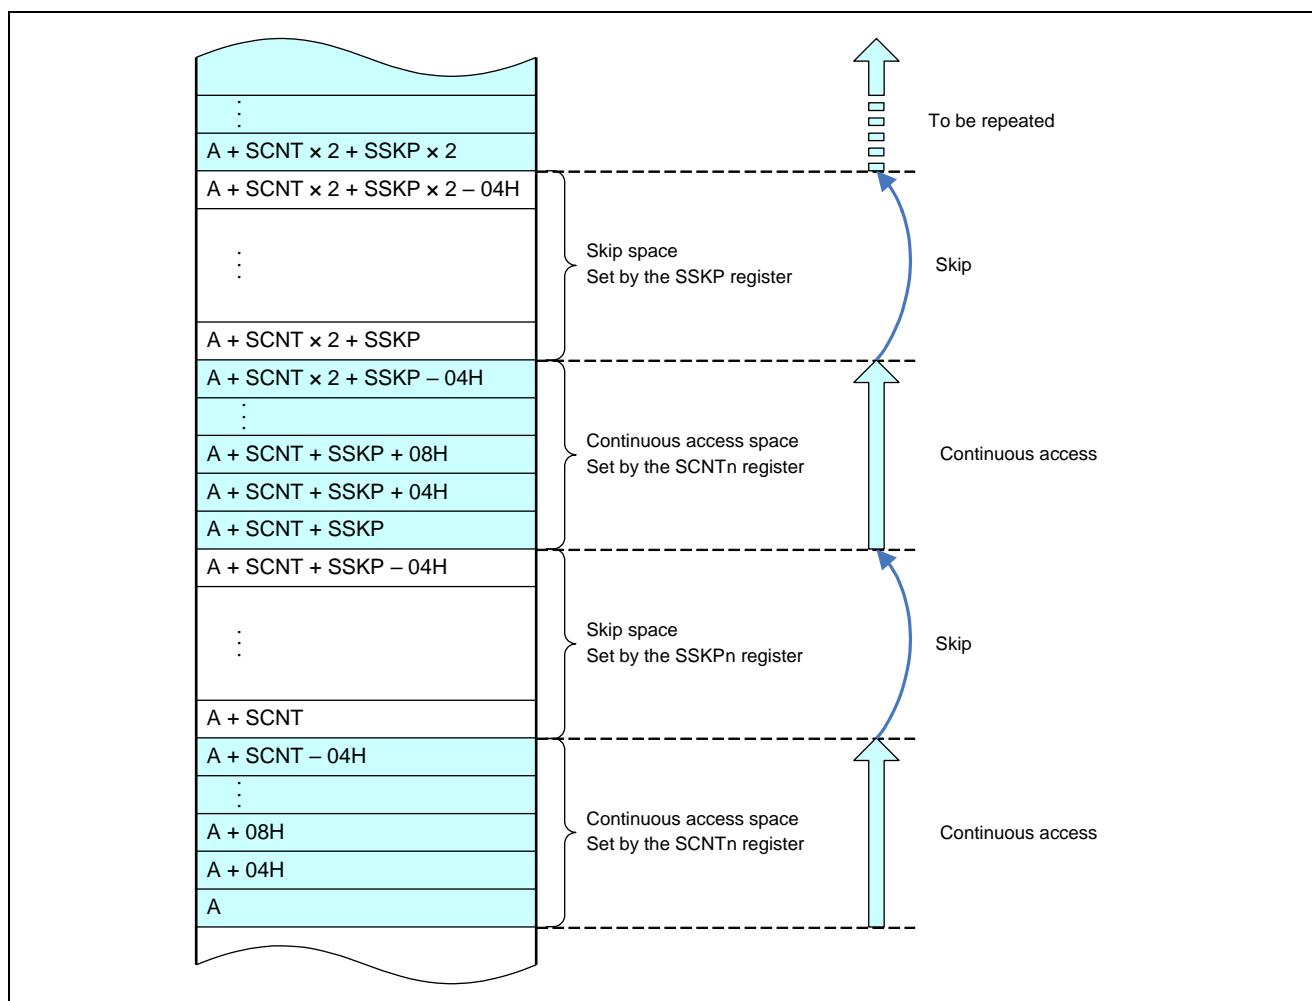 ⋮
To be repeated
A + SCNT × 2 + SSKP × 2
A + SCNT × 2 + SSKP × 2 – 04H
Skip space
Set by the SSKP register
⋮
Skip
A + SCNT × 2 + SSKP
A + SCNT × 2 + SSKP – 04H
⋮
A + SCNT + SSKP + 08H
Continuous access space
Set by the SCNTn register
Continuous access
A + SCNT + SSKP + 04H
A + SCNT + SSKP
A + SCNT + SSKP – 04H
Skip space
Set by the SSKPn register
⋮
Skip
A + SCNT
A + SCNT – 04H
⋮
Continuous access space
Set by the SCNTn register
Continuous access
A + 08H
A + 04H
A